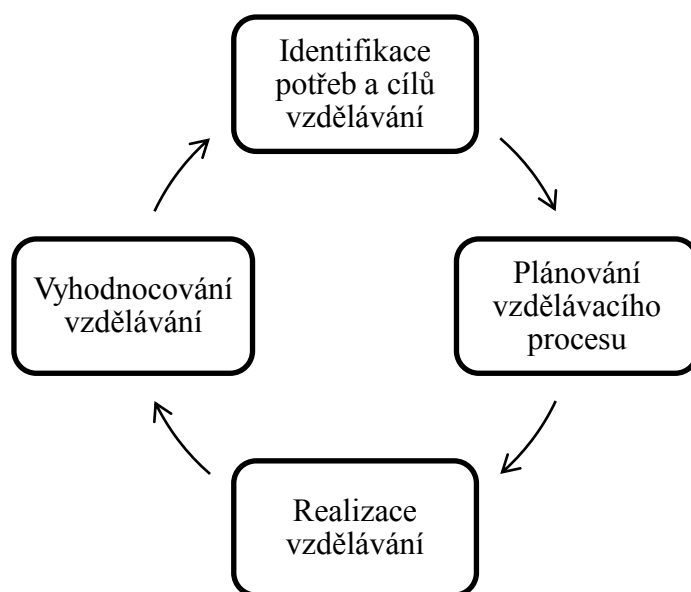 Identifikace
potřeb a cílů
vzdělávání
Plánování
vzdělávacího
procesu
Realizace
vzdělávání
Vyhodnocování
vzdělávání